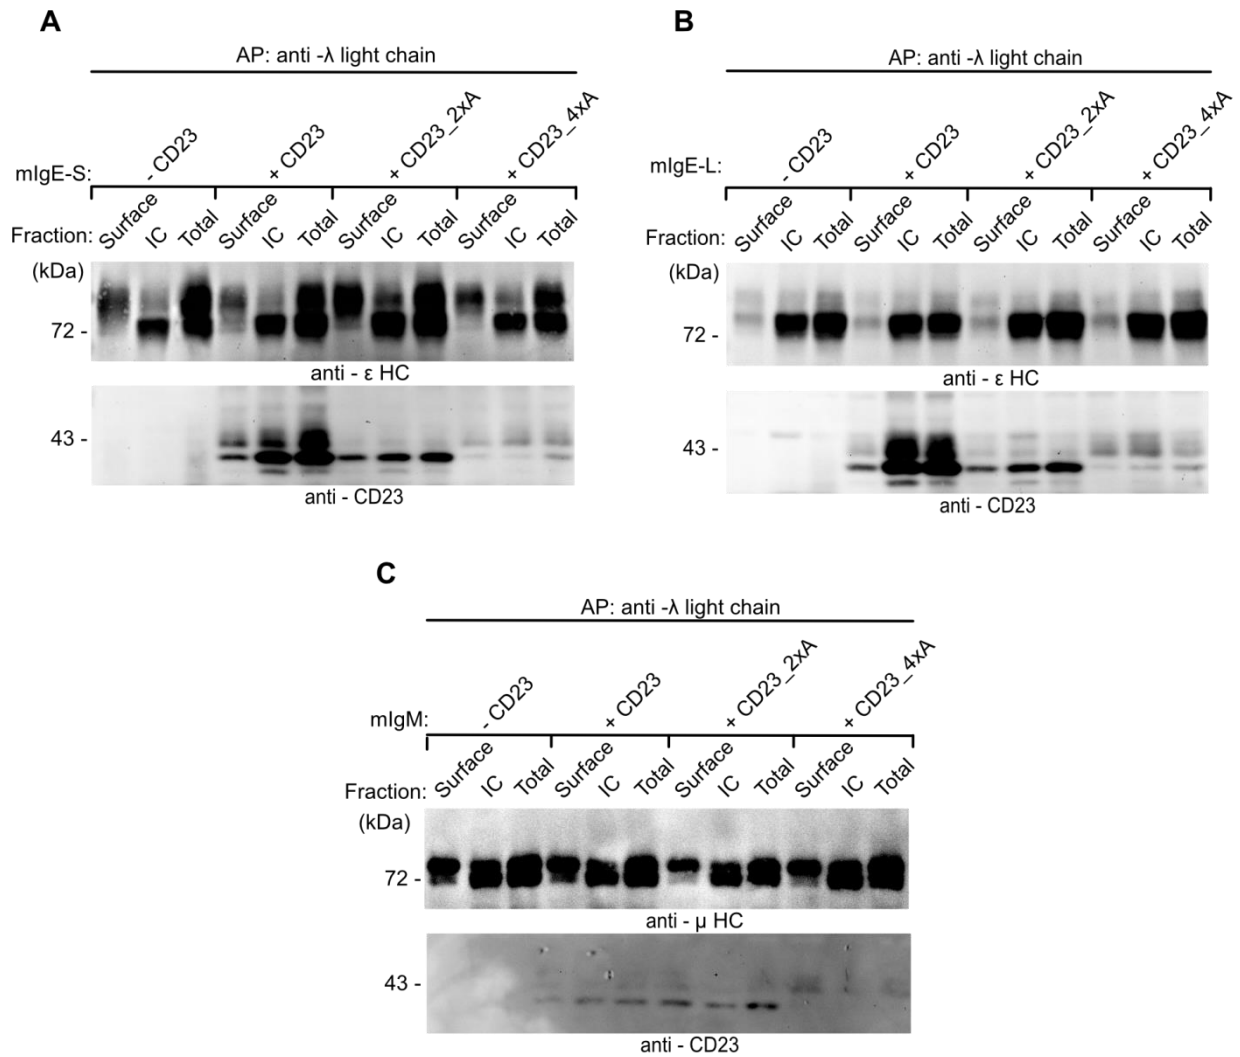 A
AP: anti -λ light chain
mIgE-S:
- CD23
+ CD23
+ CD23_2xA
+ CD23_4xA
Fraction:
Surface IC Total Surface IC Total Surface IC Total Surface IC Total
(kDa)
72 -
anti - ε HC
43 -
anti - CD23
B
AP: anti -λ light chain
mIgE-L:
- CD23
+ CD23
+ CD23_2xA
+ CD23_4xA
Fraction:
Surface IC Total Surface IC Total Surface IC Total Surface IC Total
(kDa)
72 -
anti - ε HC
43 -
anti - CD23
C
AP: anti -λ light chain
mIgM:
- CD23
+ CD23
+ CD23_2xA
+ CD23_4xA
Fraction:
Surface IC Total Surface IC Total Surface IC Total Surface IC Total
(kDa)
72 -
anti - μ HC
43 -
anti - CD23